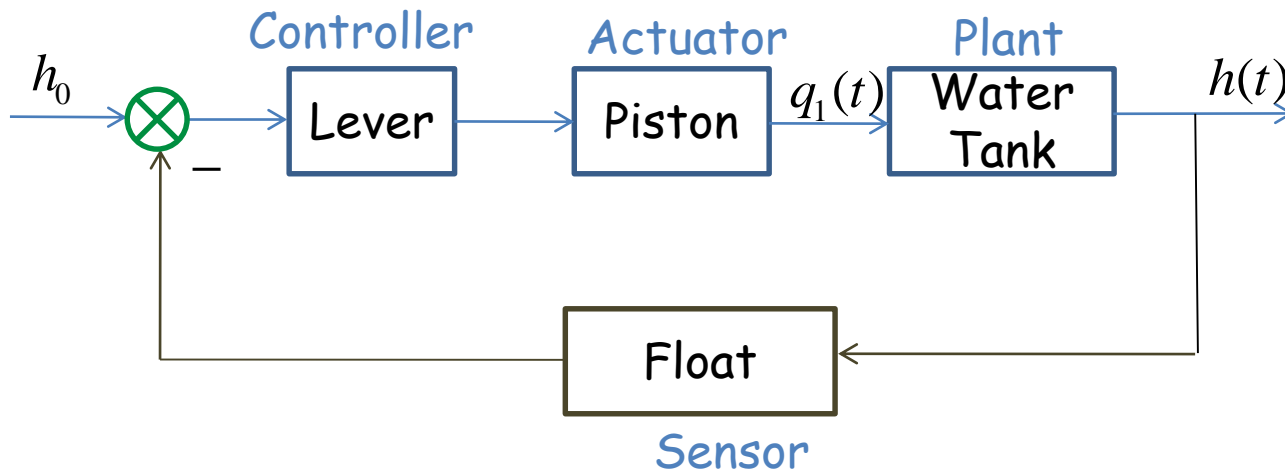 Controller
Actuator
Plant
h₀
Lever
Piston
q₁(t)
Water
Tank
h(t)
−
Float
Sensor